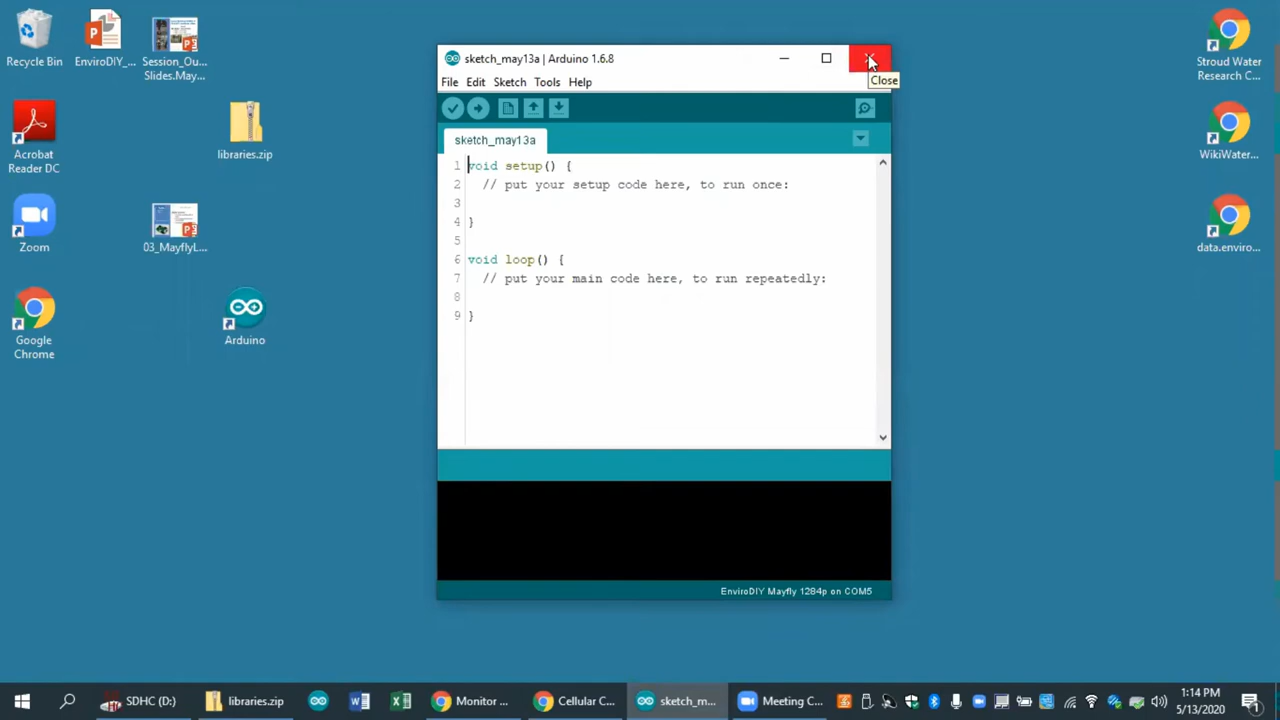 Recycle Bin
EnviroDIY_...
Session_Ou...
Slides.May...
Acrobat
Reader DC
libraries.zip
Zoom
03_MayflyL...
Google
Chrome
Arduino
sketch_may13a | Arduino 1.6.8
Close
File Edit Sketch Tools Help
sketch_may13a
1 void setup() {
2 // put your setup code here, to run once:
3
4 }
5
6 void loop() {
7 // put your main code here, to run repeatedly:
8
9 }
EnviroDIY Mayfly 1284p on COM5
Stroud Water
Research C...
WikiWater...
data.enviro...
SDHC (D:)
libraries.zip
Monitor ...
Cellular C...
sketch_m...
Meeting C...
1:14 PM
5/13/2020